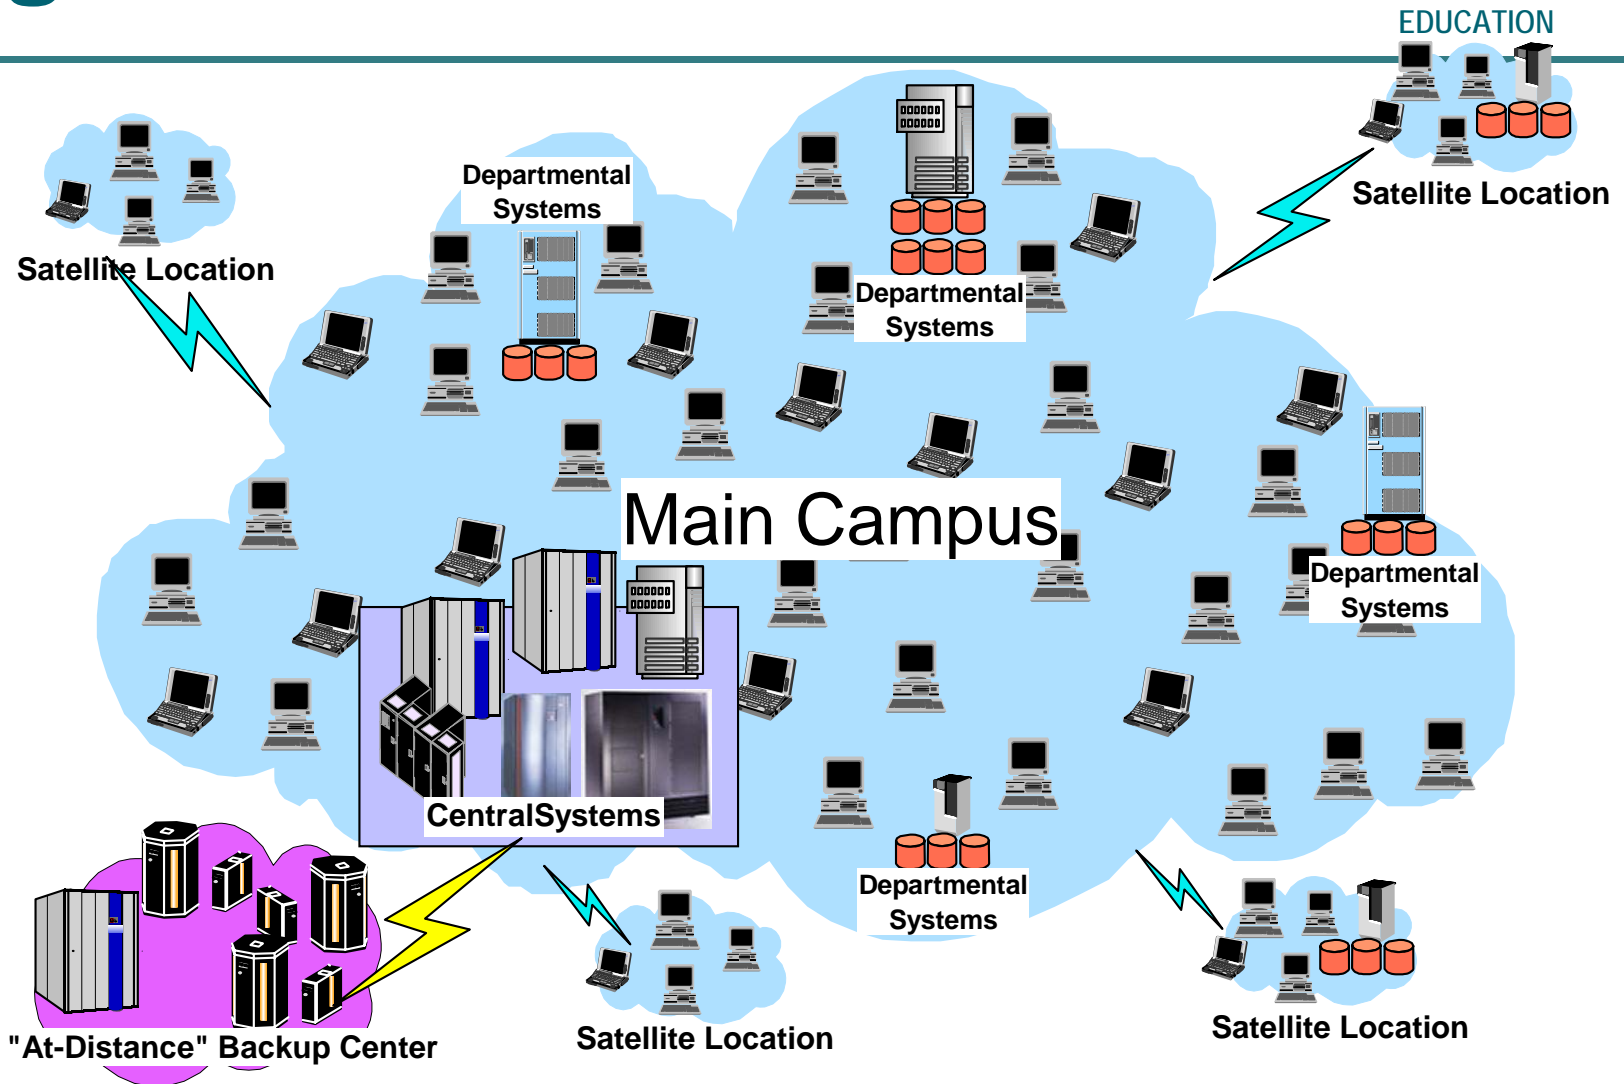 EDUCATION
Departmental
Systems
Satellite Location
Satellite Location
Departmental
Systems
Main Campus
Departmental
Systems
CentralSystems
Departmental
Systems
Satellite Location
Satellite Location
"At-Distance" Backup Center